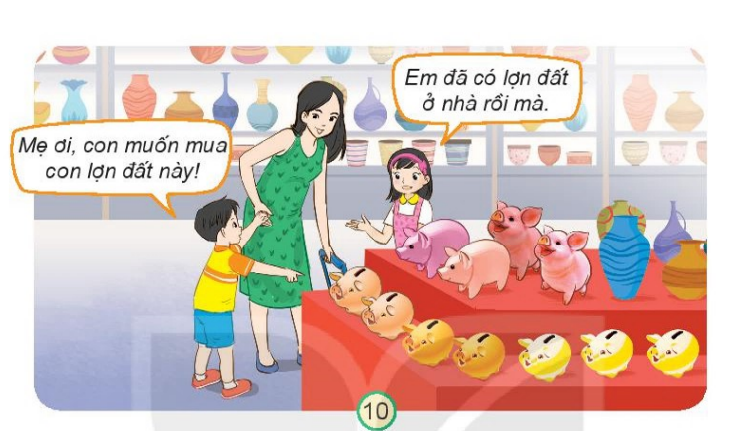 Em đã có lợn đất
ở nhà rồi mà.
Mẹ ơi, con muốn mua
con lợn đất này!
10